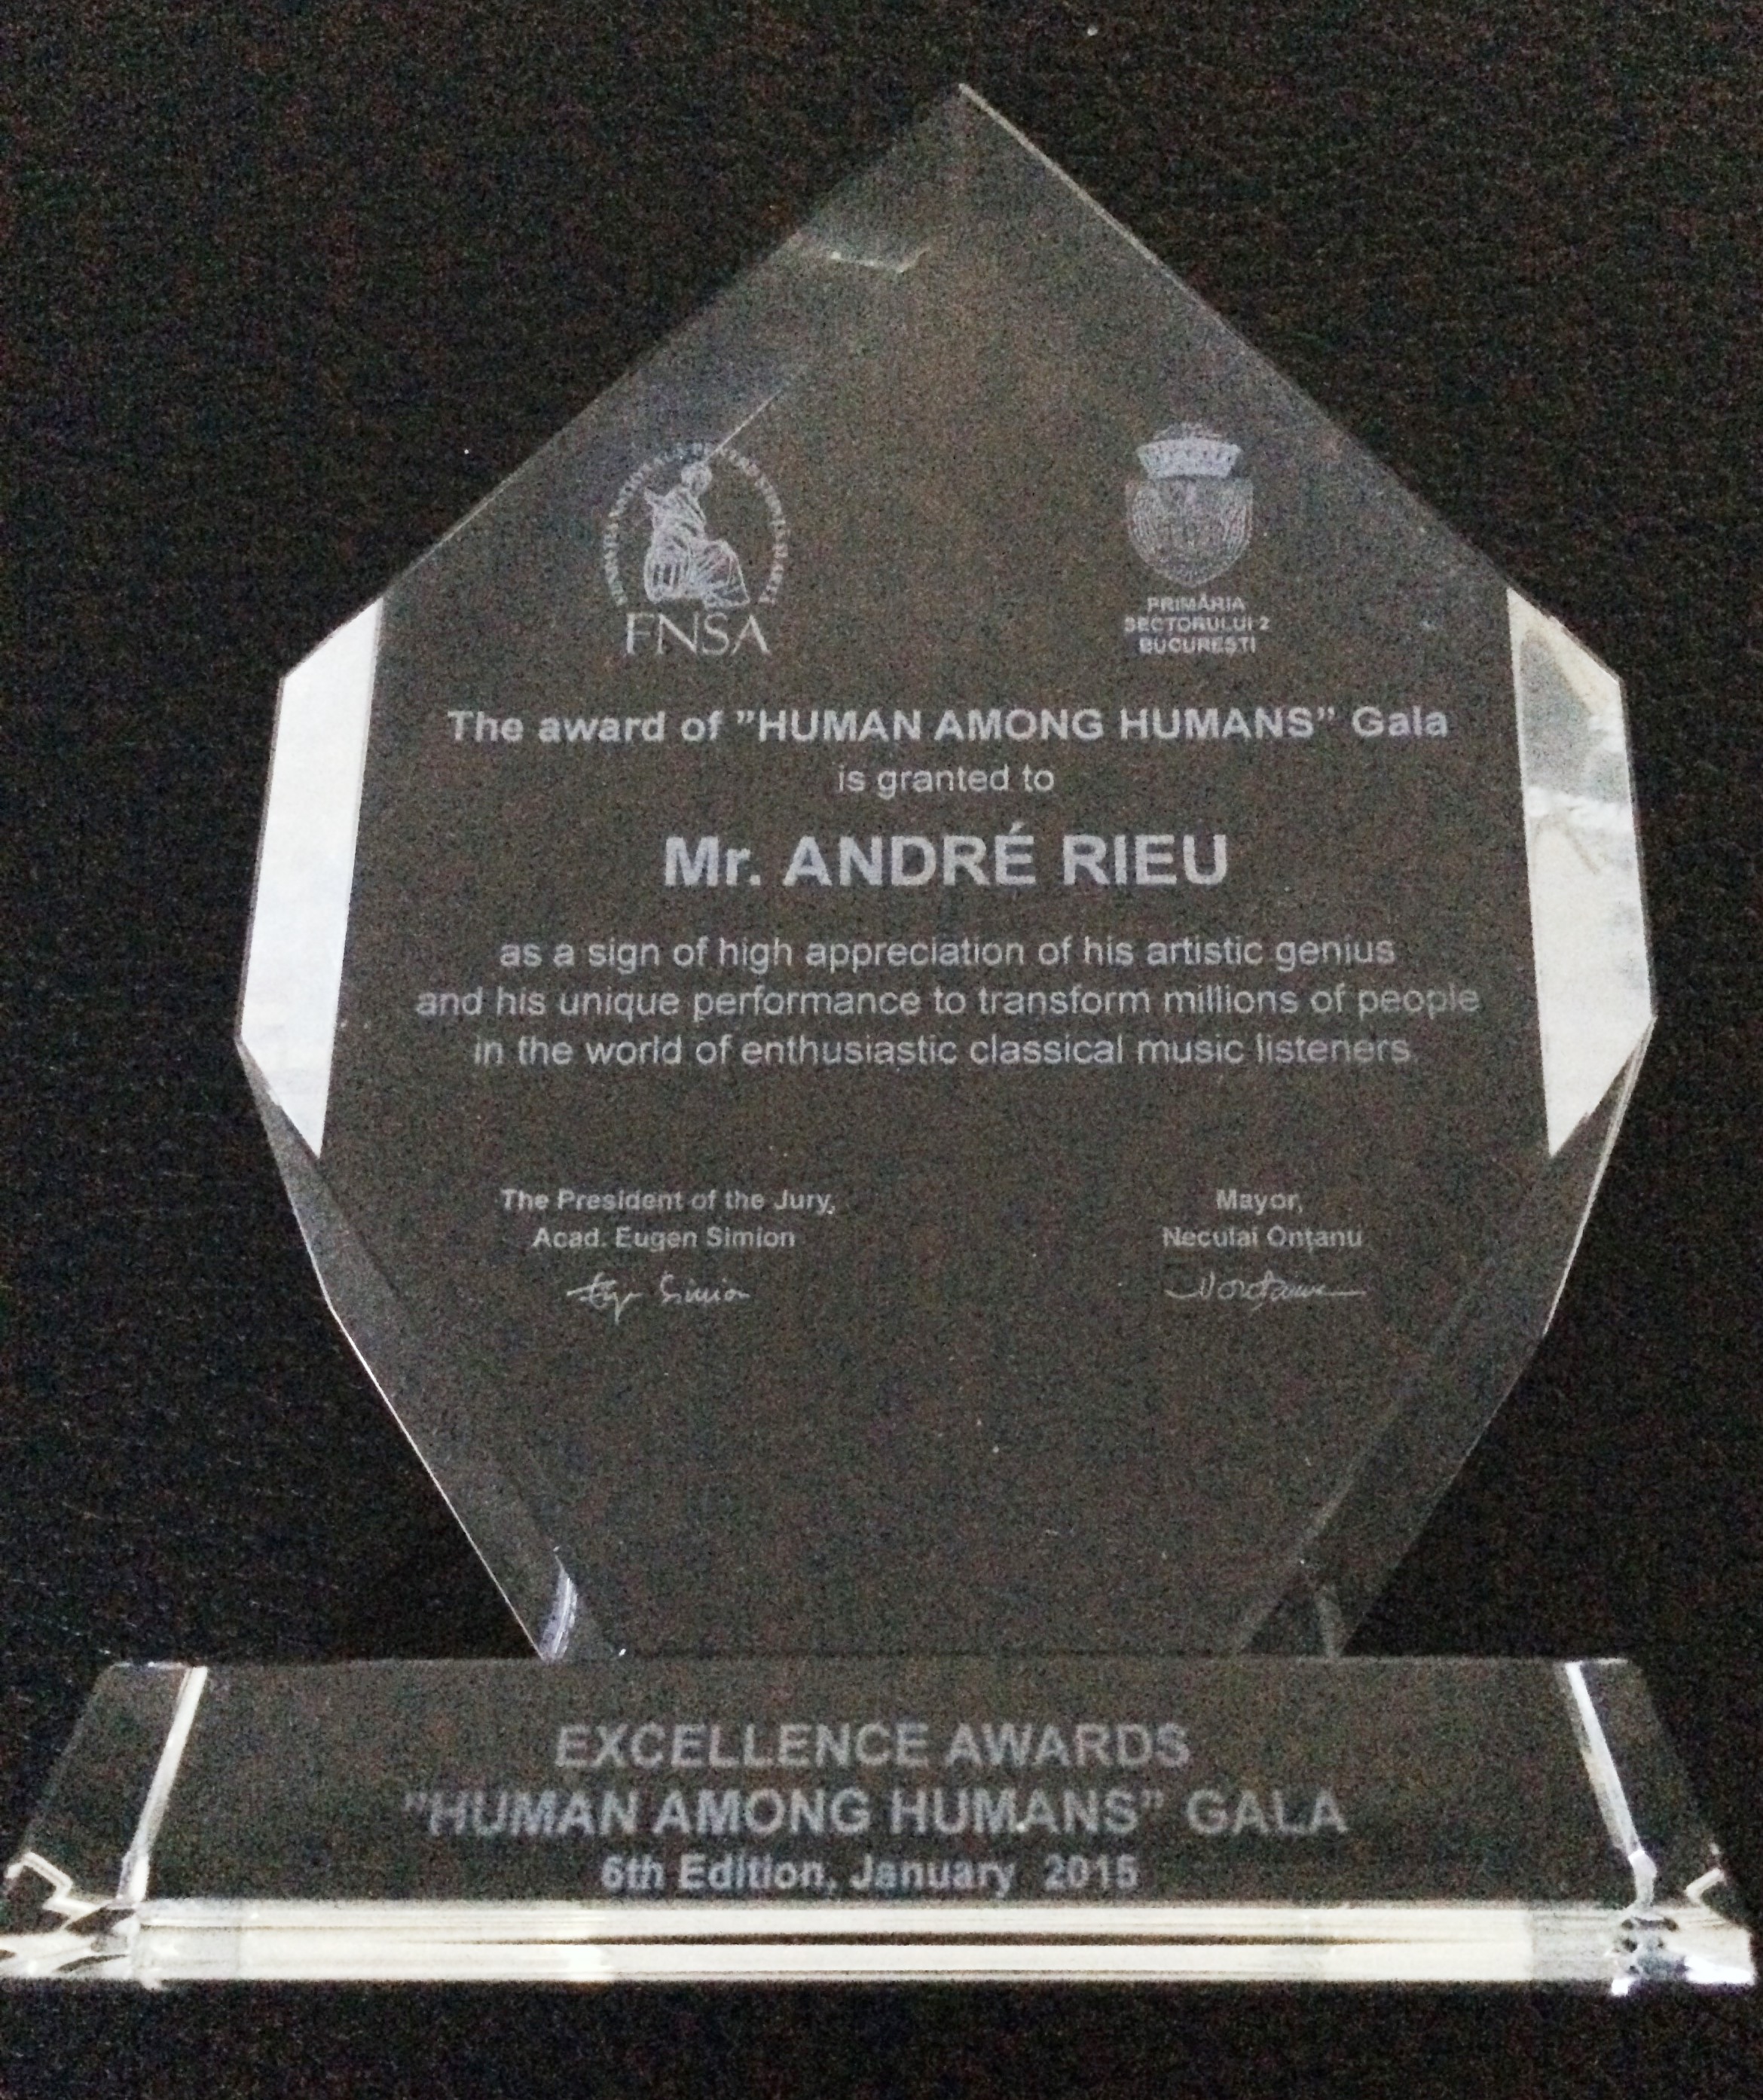 FNSA
PRIMĂRIA
SECTORULUI 2
BUCUREȘTI
The award of ”HUMAN AMONG HUMANS” Gala
is granted to
Mr. ANDRÉ RIEU
as a sign of high appreciation of his artistic genius
and his unique performance to transform millions of people
in the world of enthusiastic classical music listeners.
The President of the Jury,
Acad. Eugen Simion
Mayor,
Neculai Onțanu
EXCELLENCE AWARDS
”HUMAN AMONG HUMANS” GALA
6th Edition, January 2015